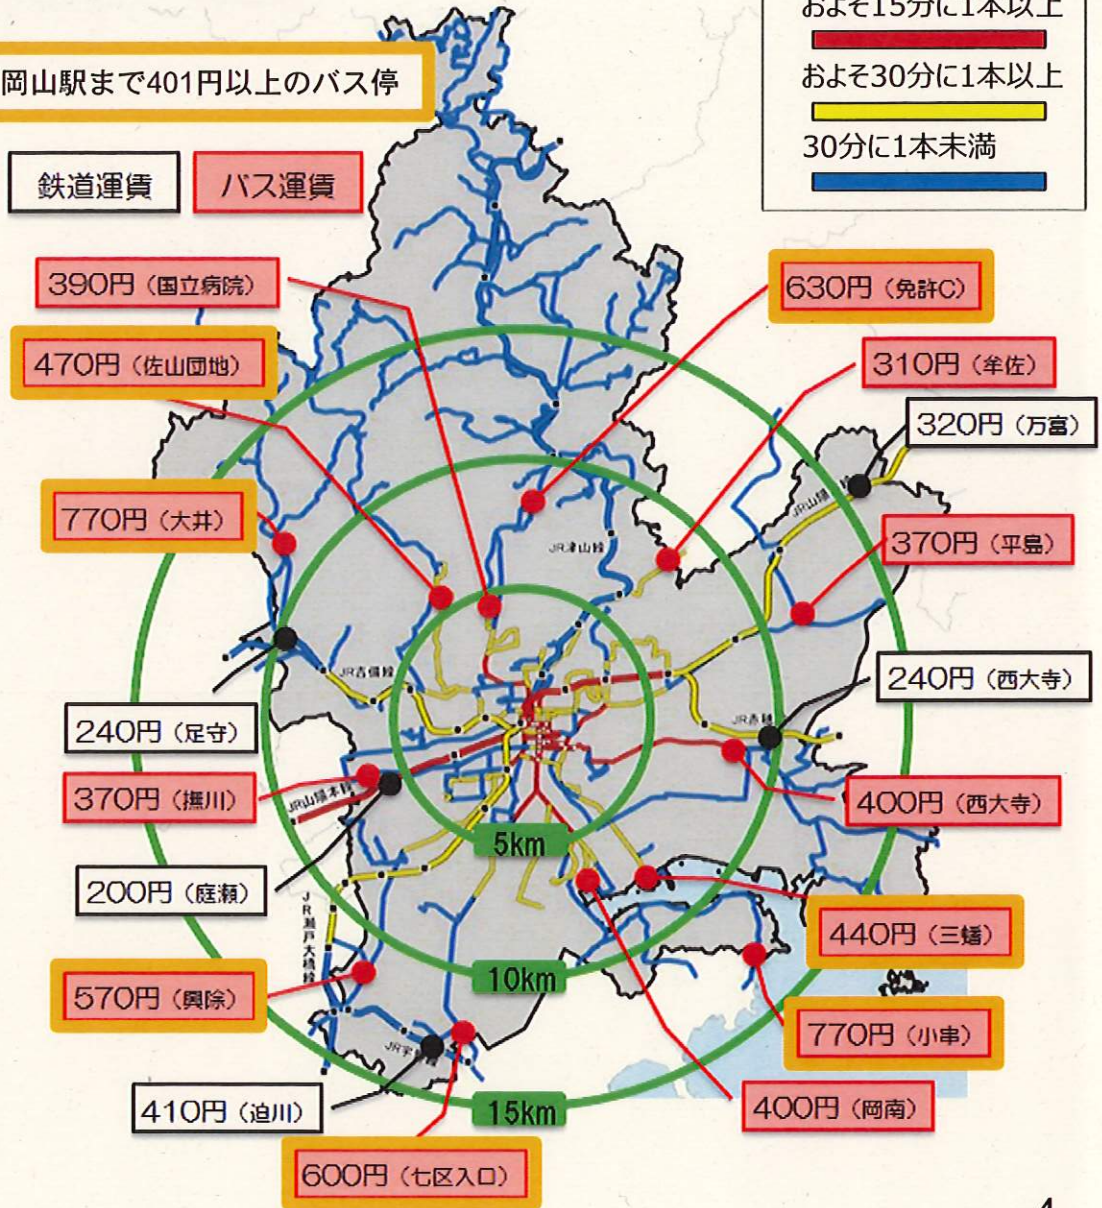 およそ15分に1本以上
岡山駅まで401円以上のバス停
およそ30分に1本以上
30分に1本未満
鉄道運賃
バス運賃
390円（国立病院）
630円（免許C）
470円（佐山団地）
310円（牟佐）
320円（万富）
JR山陽線
770円（大井）
370円（平島）
JR津山線
JR吉備線
240円（西大寺）
240円（足守）
JR赤穂
370円（撫川）
JR山陽本線
400円（西大寺）
5km
200円（庭瀬）
JR瀬戸大橋線
440円（三蟠）
10km
570円（興除）
770円（小串）
JR宇野線
410円（迫川）
15km
400円（岡南）
600円（七区入口）